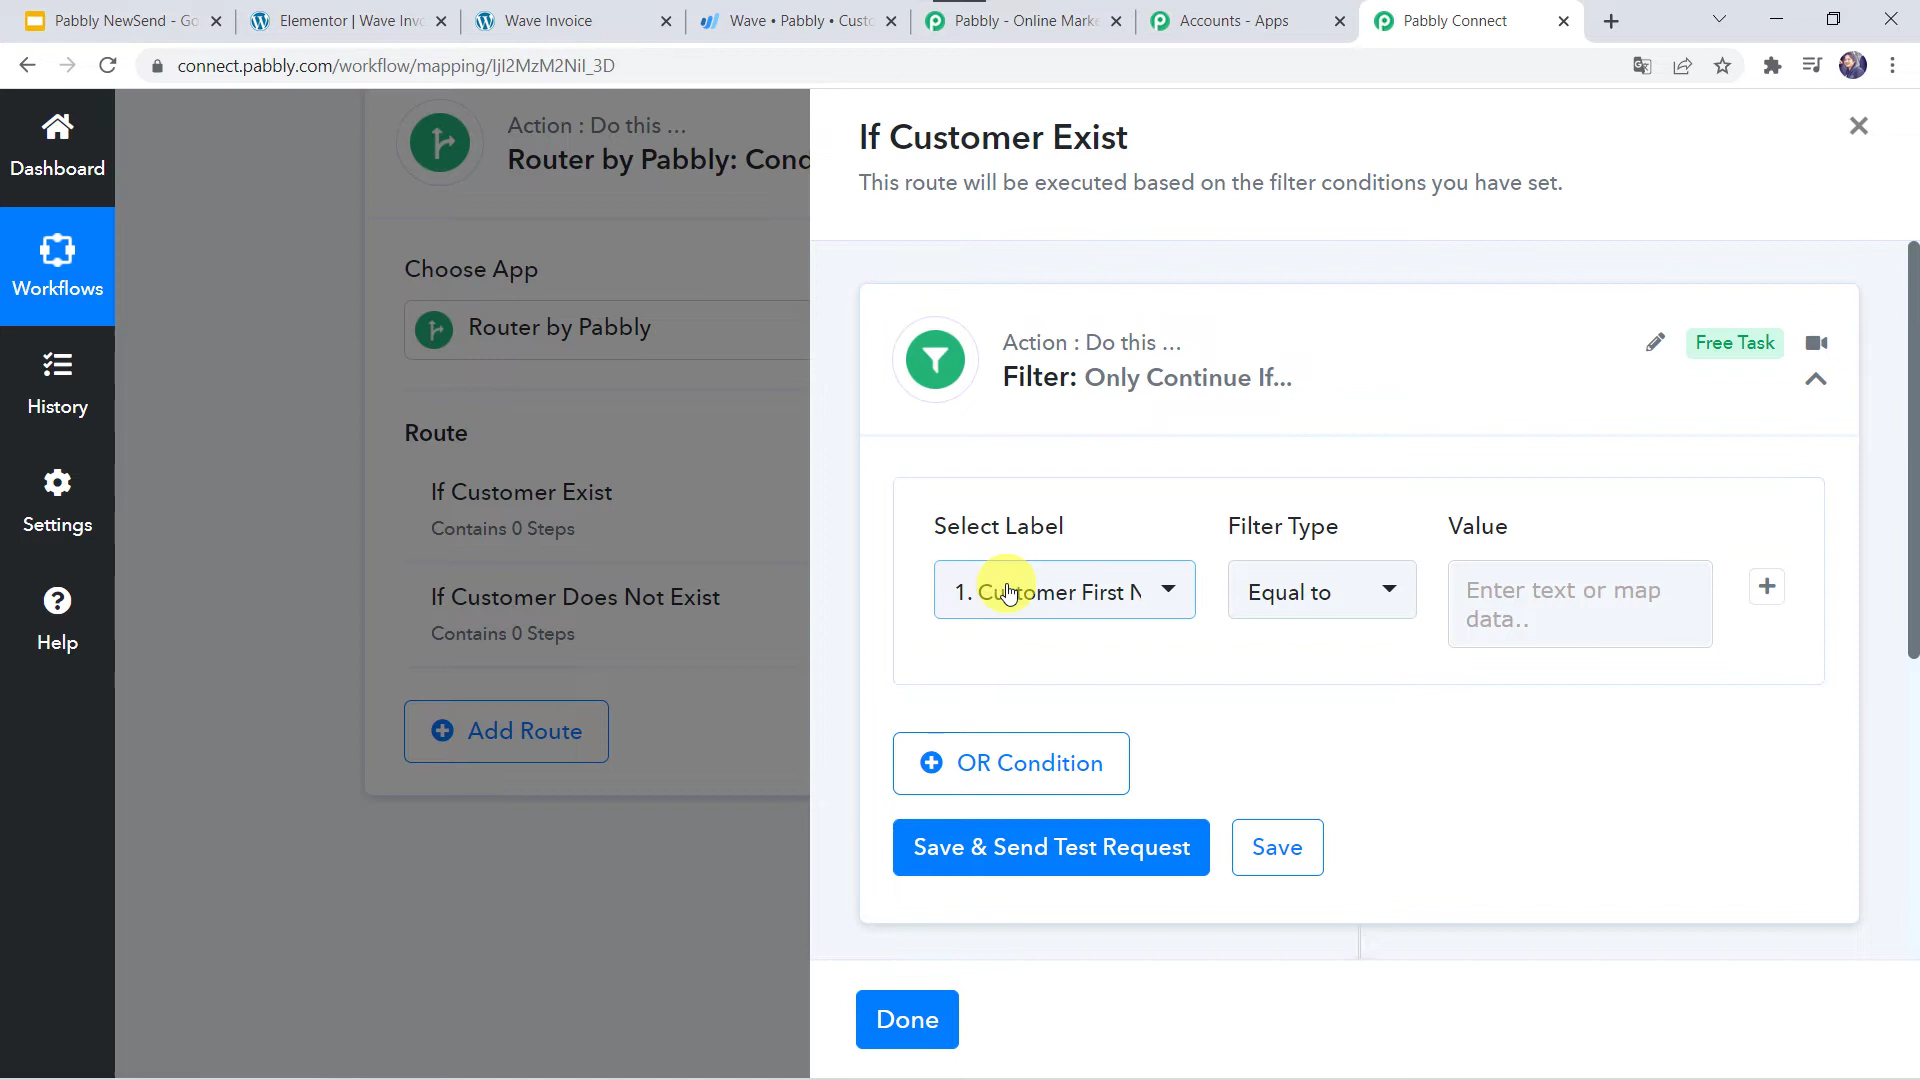 Pabbly NewSend - Go
Elementor | Wave Invo
Wave Invoice
Wave • Pabbly • Custo
Pabbly - Online Marke
Accounts - Apps
Pabbly Connect
connect.pabbly.com/workflow/mapping/IjI2MzM2NiI_3D
Dashboard
Workflows
History
Settings
Help
Action : Do this ...
Router by Pabbly: Cond
Choose App
Router by Pabbly
Route
If Customer Exist
Contains 0 Steps
If Customer Does Not Exist
Contains 0 Steps
Add Route
If Customer Exist
This route will be executed based on the filter conditions you have set.
Action : Do this ...
Free Task
Filter: Only Continue If...
Select Label
Filter Type
Value
1. Customer First N
Equal to
Enter text or map
data..
OR Condition
Save & Send Test Request
Save
Done